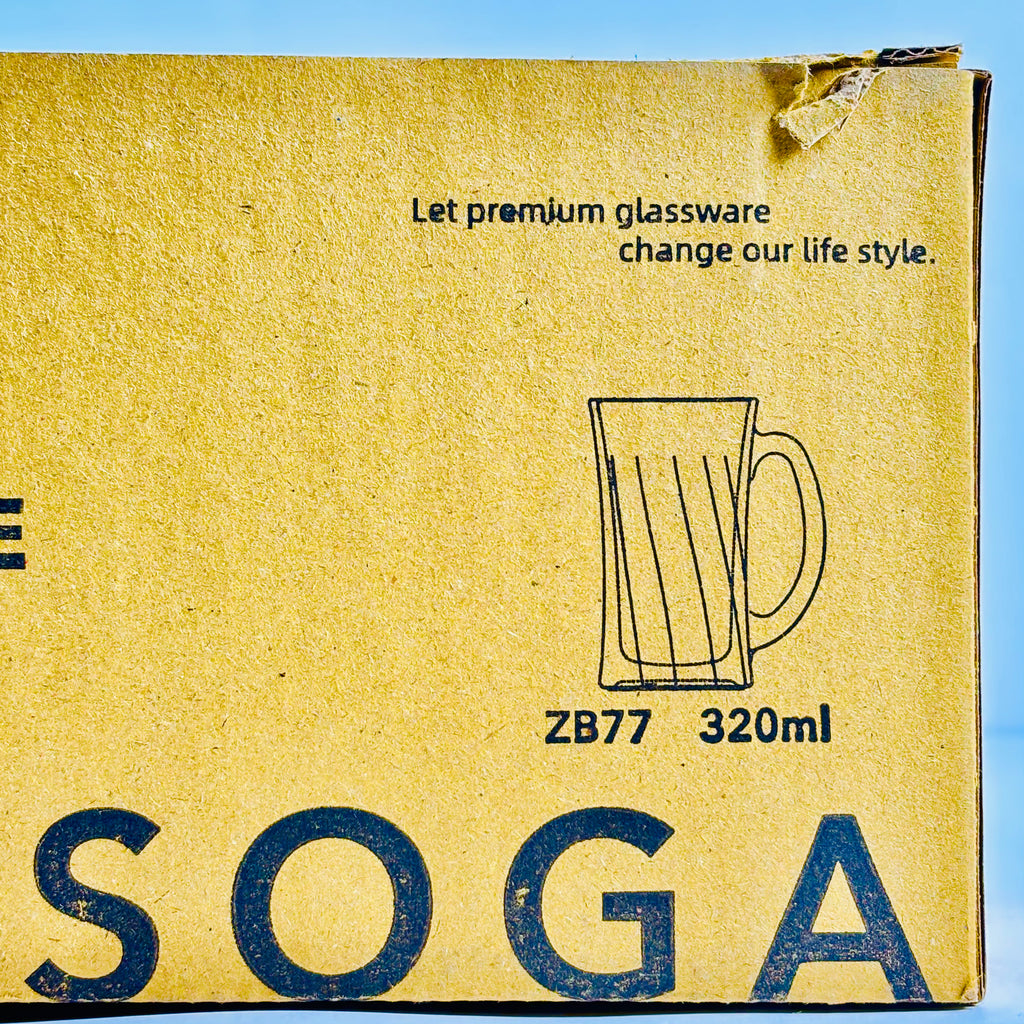 Let premium glassware
change our life style.
E
ZB77 320ml
SOGA